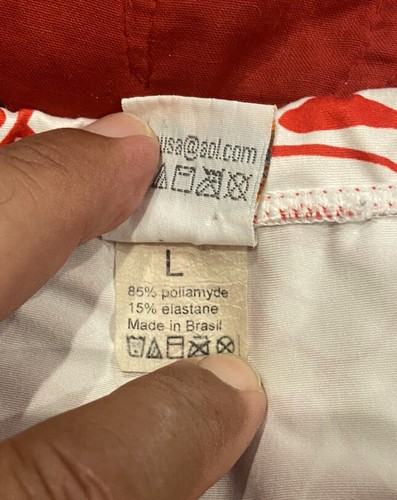 usa@aol.com
L
85% poliamyde
15% elastane
Made in Brasil